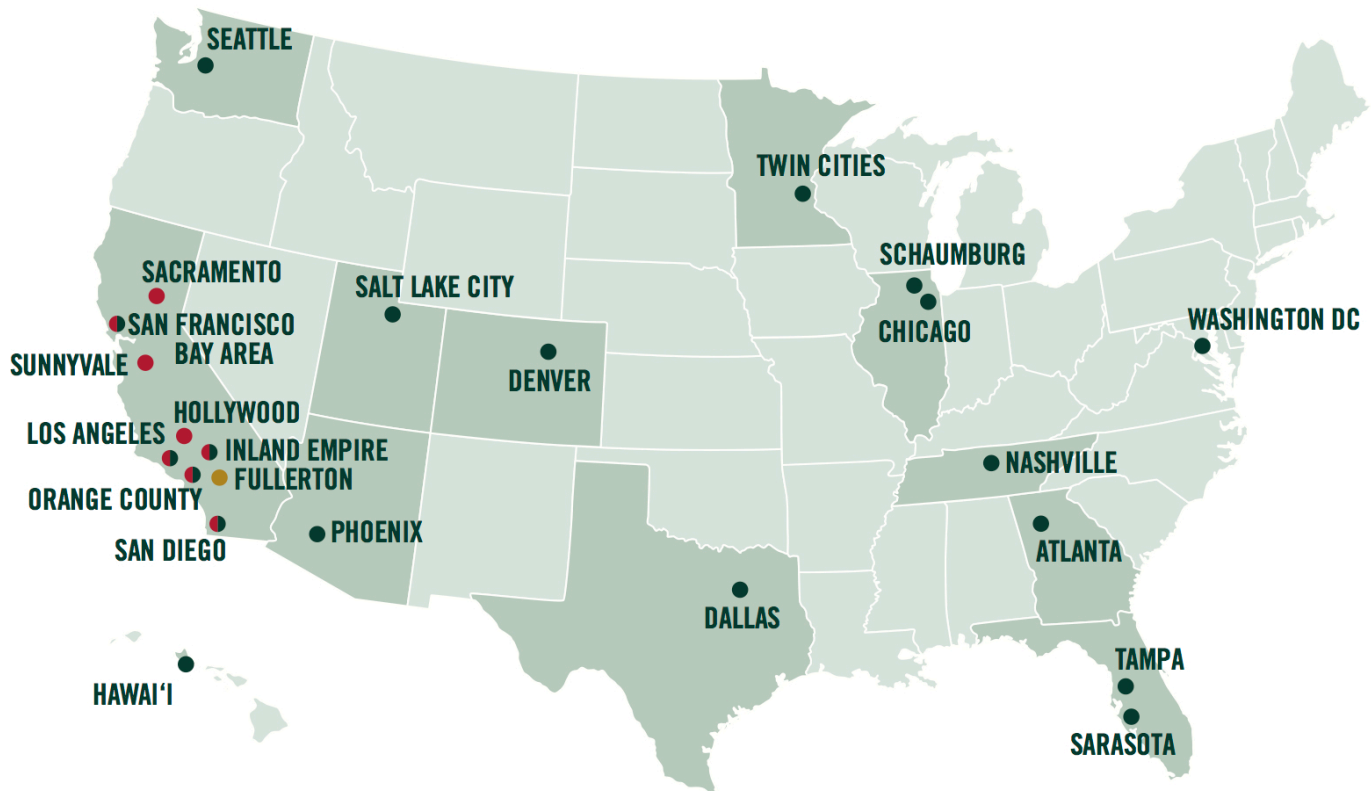 SEATTLE
TWIN CITIES
SCHAUMBURG
CHICAGO
WASHINGTON DC
SACRAMENTO
SALT LAKE CITY
SAN FRANCISCO
BAY AREA
SUNNYVALE
DENVER
HOLLYWOOD
LOS ANGELES
INLAND EMPIRE
FULLERTON
ORANGE COUNTY
SAN DIEGO
PHOENIX
NASHVILLE
ATLANTA
DALLAS
HAWAI‘I
TAMPA
SARASOTA